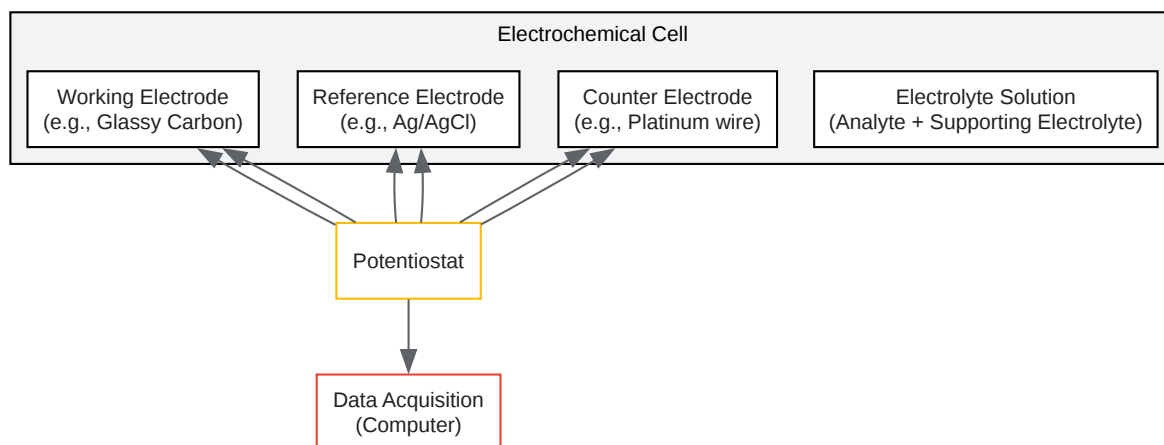 Electrochemical Cell
Working Electrode
(e.g., Glassy Carbon)
Reference Electrode
(e.g., Ag/AgCl)
Counter Electrode
(e.g., Platinum wire)
Electrolyte Solution
(Analyte + Supporting Electrolyte)
Potentiostat
Data Acquisition
(Computer)